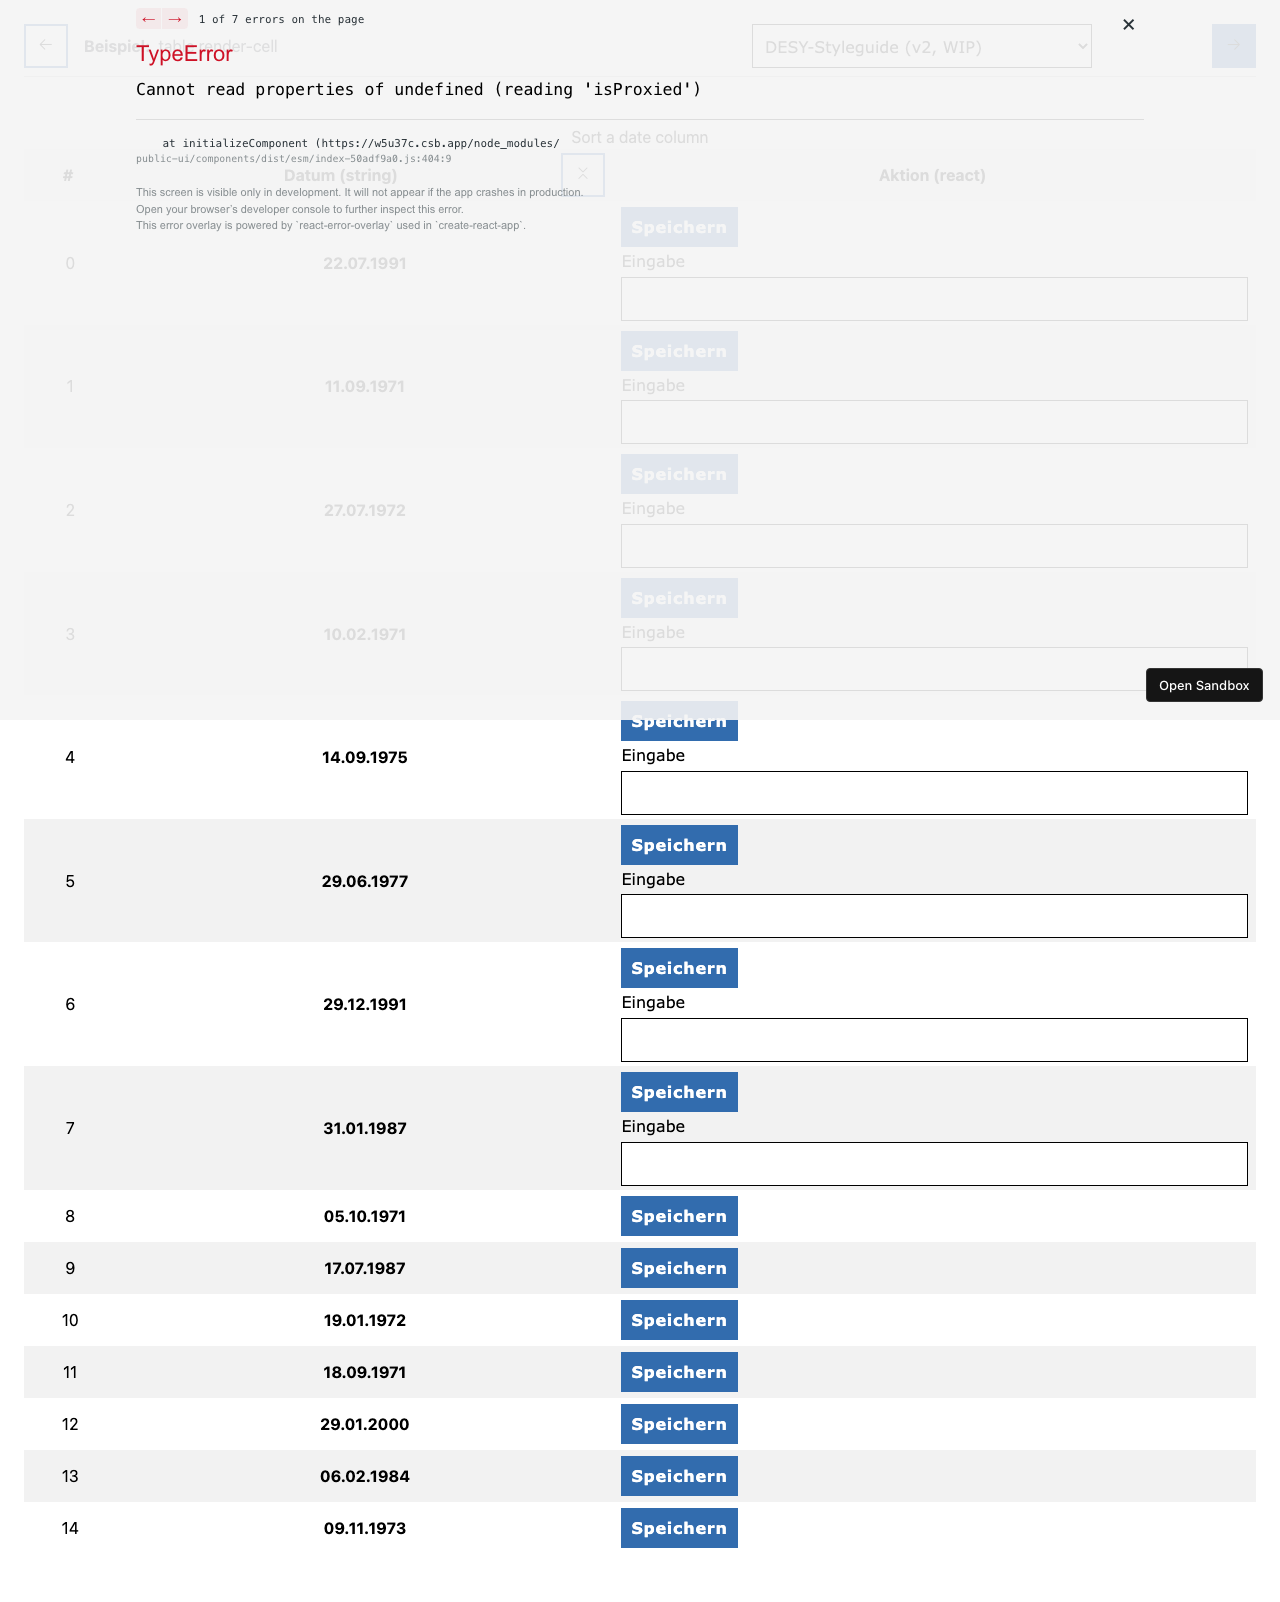 ← → 1 of 7 errors on the page
← Beispiel table render-cell DESY-Styleguide (v2, WIP) →
TypeError
Cannot read properties of undefined (reading 'isProxied')
Sort a date column
at initializeComponent (https://w5u37c.csb.app/node_modules/
public-ui/components/dist/esm/index-50adf9a0.js:404:9
# Datum (string) Aktion (react)
This screen is visible only in development. It will not appear if the app crashes in production.
Open your browser’s developer console to further inspect this error.
This error overlay is powered by `react-error-overlay` used in `create-react-app`.
Speichern
0 22.07.1991 Eingabe
Speichern
1 11.09.1971 Eingabe
Speichern
2 27.07.1972 Eingabe
Speichern
3 10.02.1971 Eingabe
Open Sandbox
Speichern
4 14.09.1975 Eingabe
Speichern
5 29.06.1977 Eingabe
Speichern
6 29.12.1991 Eingabe
Speichern
7 31.01.1987 Eingabe
8 05.10.1971 Speichern
9 17.07.1987 Speichern
10 19.01.1972 Speichern
11 18.09.1971 Speichern
12 29.01.2000 Speichern
13 06.02.1984 Speichern
14 09.11.1973 Speichern